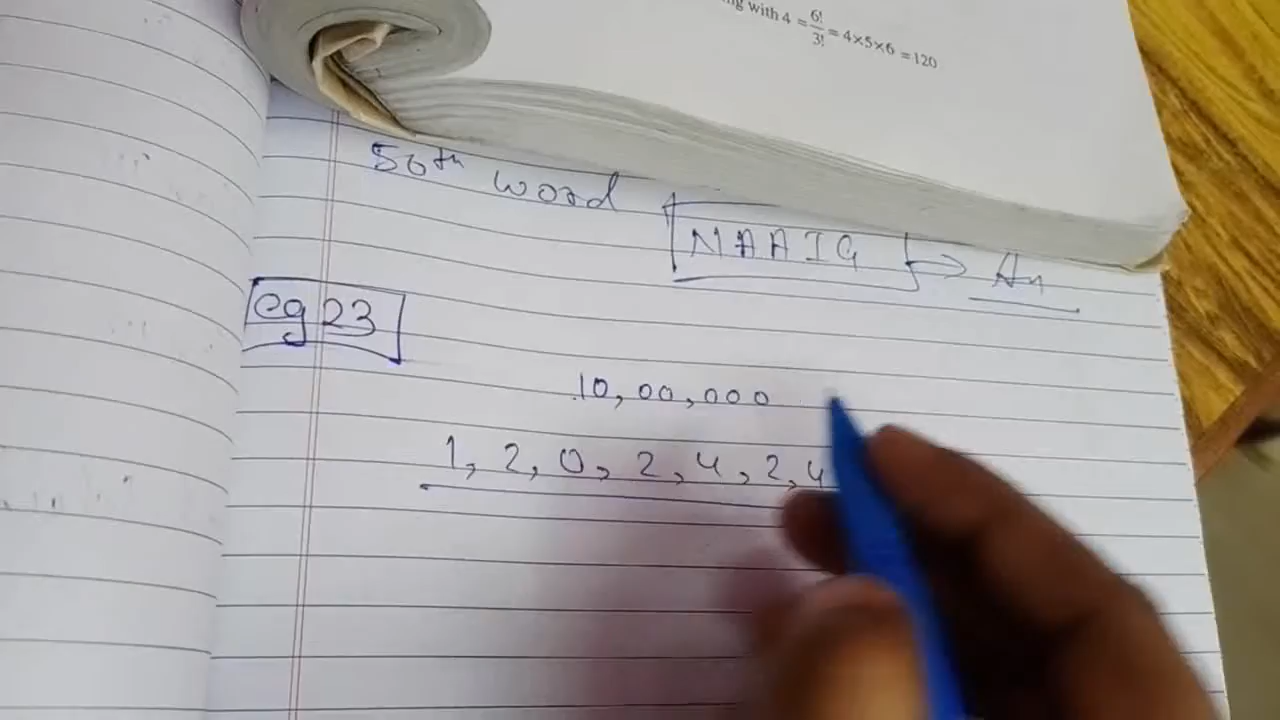 with 4 = 6!/3! = 4×5×6 = 120
50th word NAAIG → An
eg 23
10,00,000
1, 2, 0, 2, 4, 2, 4